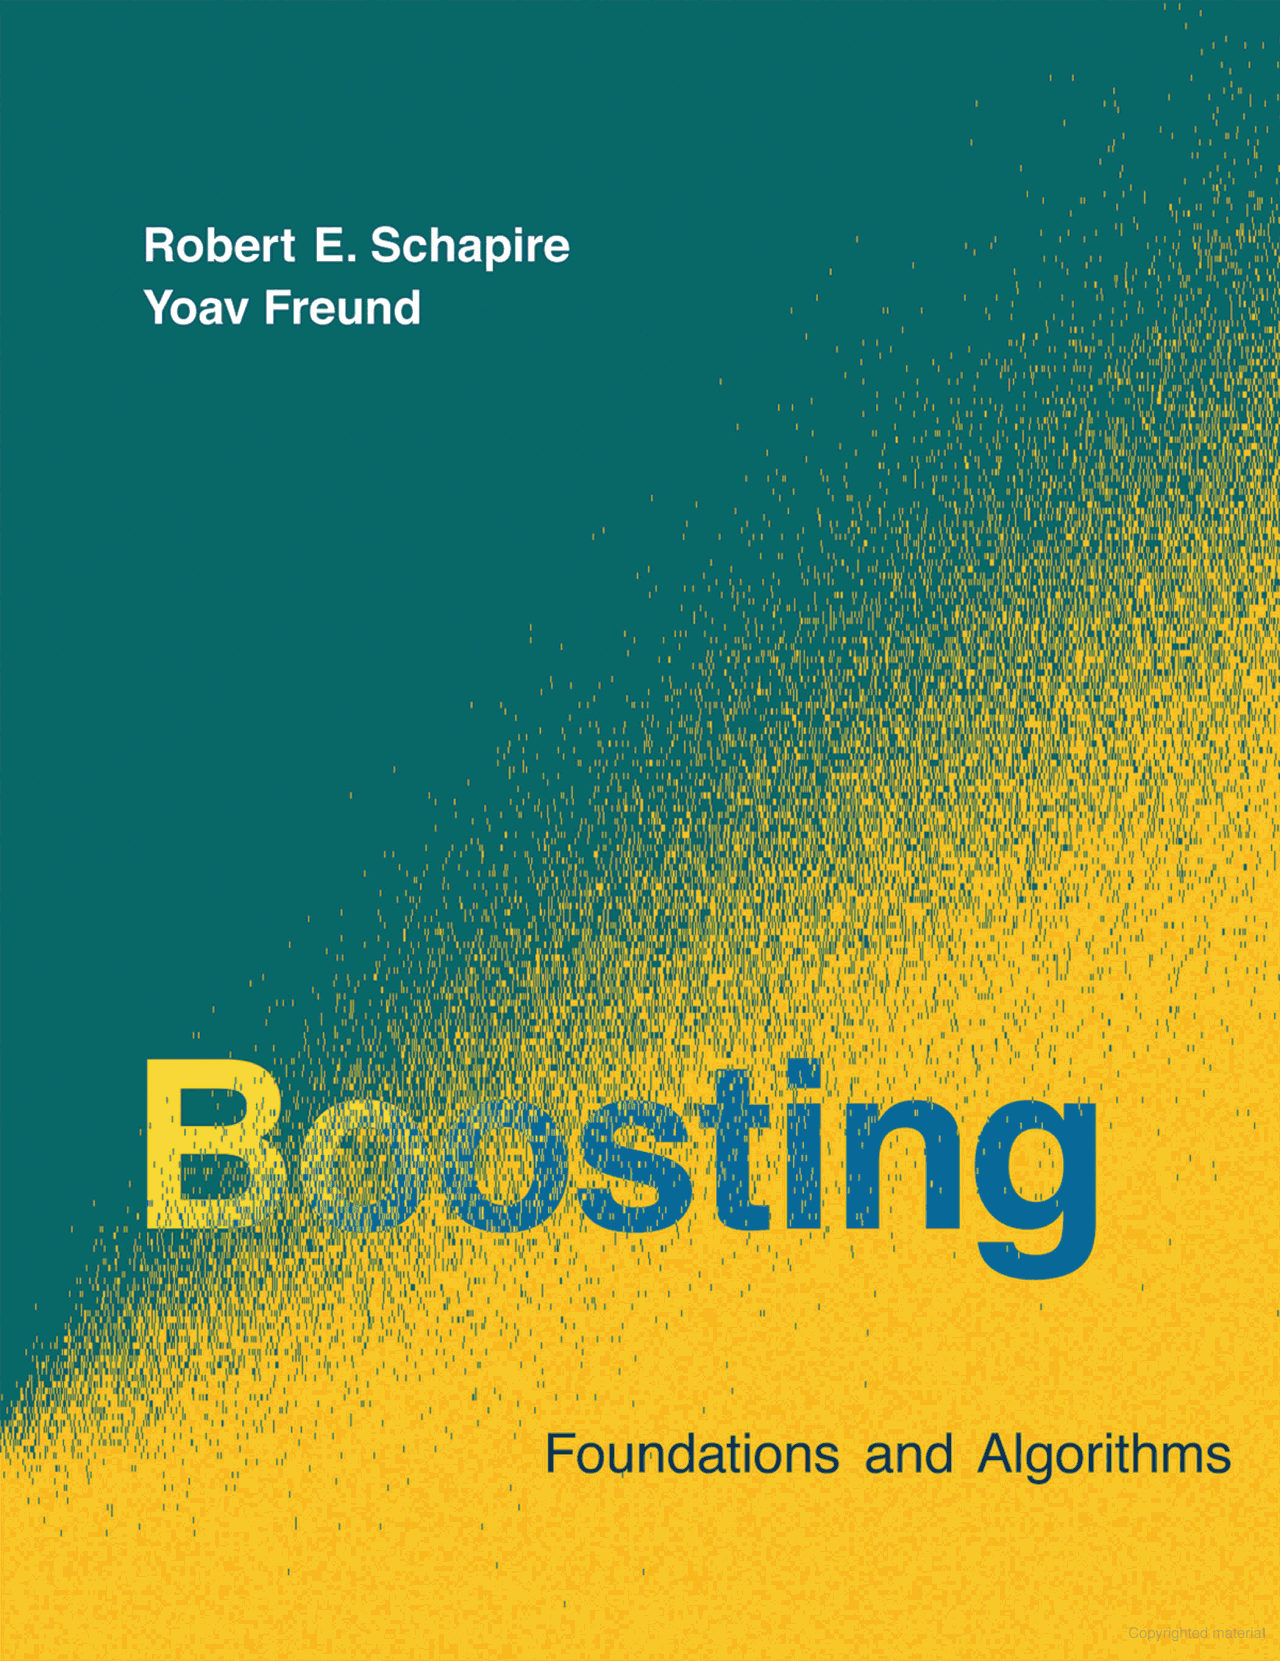 Robert E. Schapire
Yoav Freund
Boosting
Foundations and Algorithms
Copyrighted material